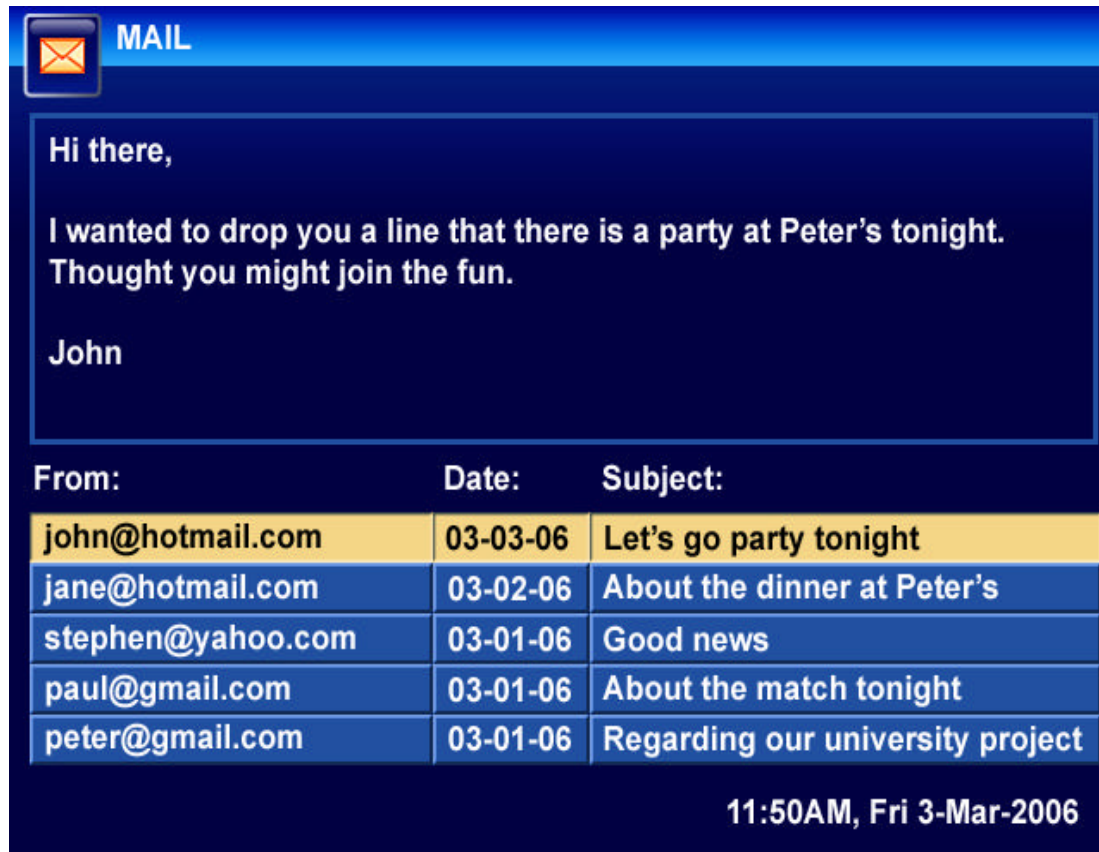 MAIL
Hi there,
I wanted to drop you a line that there is a party at Peter's tonight.
Thought you might join the fun.
John
From: Date: Subject:
john@hotmail.com 03-03-06 Let's go party tonight
jane@hotmail.com 03-02-06 About the dinner at Peter's
stephen@yahoo.com 03-01-06 Good news
paul@gmail.com 03-01-06 About the match tonight
peter@gmail.com 03-01-06 Regarding our university project
11:50AM, Fri 3-Mar-2006